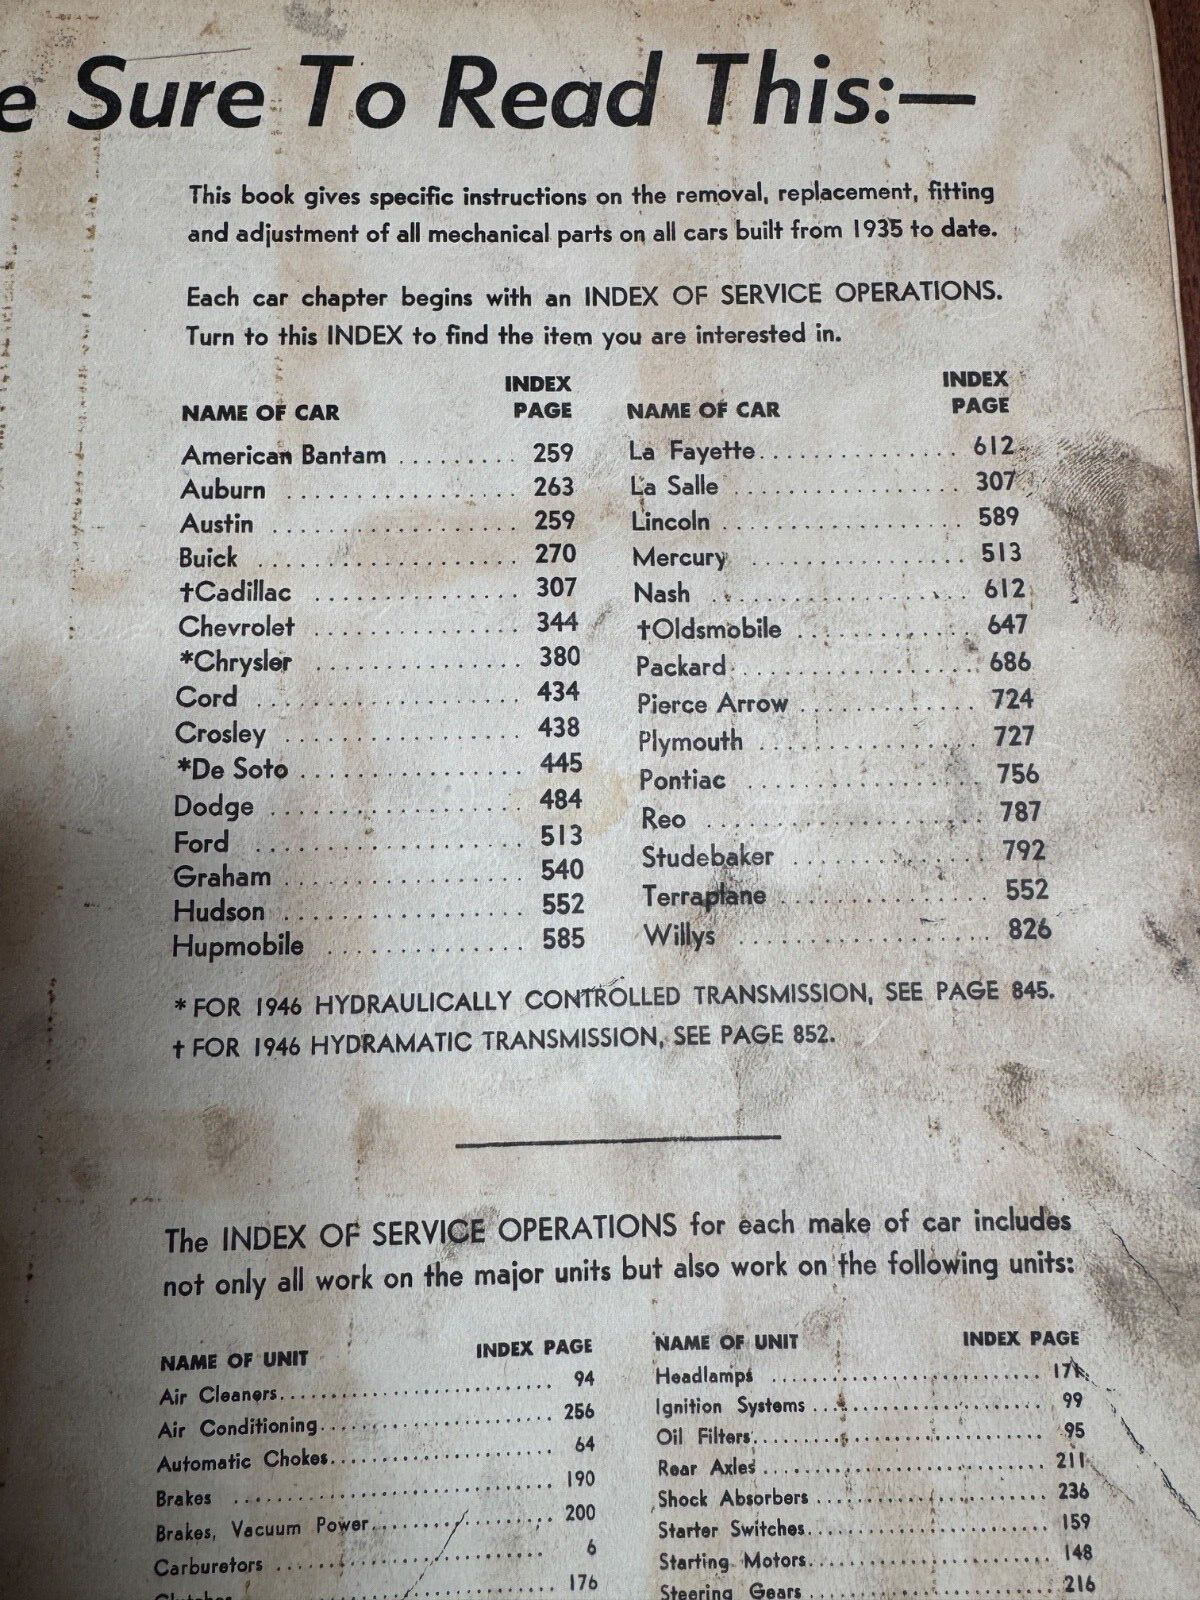 e Sure To Read This:—
This book gives specific instructions on the removal, replacement, fitting
and adjustment of all mechanical parts on all cars built from 1935 to date.
Each car chapter begins with an INDEX OF SERVICE OPERATIONS.
Turn to this INDEX to find the item you are interested in.
NAME OF CAR INDEX PAGE
American Bantam ......... 259
Auburn .................. 263
Austin .................. 259
Buick ................... 270
†Cadillac ............... 307
Chevrolet ............... 344
*Chrysler ............... 380
Cord .................... 434
Crosley ................. 438
*De Soto ................ 445
Dodge ................... 484
Ford .................... 513
Graham .................. 540
Hudson .................. 552
Hupmobile ............... 585
NAME OF CAR INDEX PAGE
La Fayette ............... 612
La Salle ................. 307
Lincoln .................. 589
Mercury .................. 513
Nash ..................... 612
†Oldsmobile .............. 647
Packard .................. 686
Pierce Arrow ............. 724
Plymouth ................. 727
Pontiac .................. 756
Reo ...................... 787
Studebaker ............... 792
Terraplane ............... 552
Willys ................... 826
* FOR 1946 HYDRAULICALLY CONTROLLED TRANSMISSION, SEE PAGE 845.
† FOR 1946 HYDRAMATIC TRANSMISSION, SEE PAGE 852.
The INDEX OF SERVICE OPERATIONS for each make of car includes
not only all work on the major units but also work on the following units:
NAME OF UNIT INDEX PAGE
Air Cleaners ............. 94
Air Conditioning ......... 256
Automatic Chokes ......... 64
Brakes ................... 190
Brakes, Vacuum Power ..... 200
Carburetors .............. 6
Clutches ................. 176
NAME OF UNIT INDEX PAGE
Headlamps ................ 171
Ignition Systems ......... 99
Oil Filters .............. 95
Rear Axles ............... 211
Shock Absorbers .......... 236
Starter Switches ......... 159
Starting Motors .......... 148
Steering Gears ........... 216